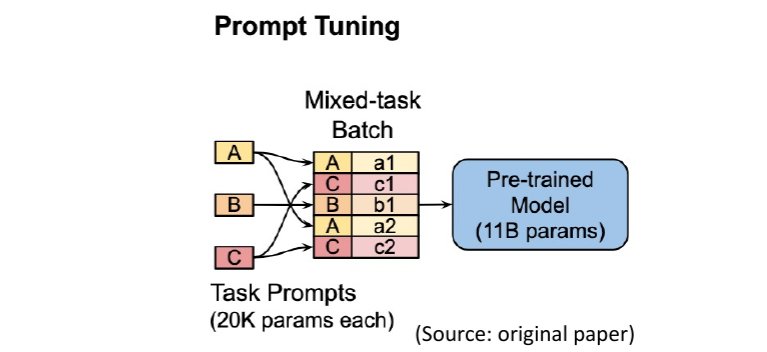 Prompt Tuning
Mixed-task
Batch
A
B
C
A a1
C c1
B b1
A a2
C c2
Pre-trained
Model
(11B params)
Task Prompts
(20K params each)
(Source: original paper)